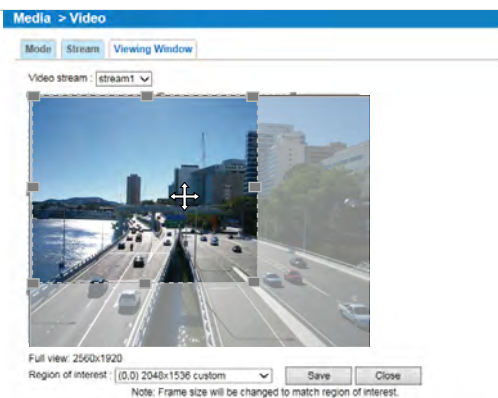 Media > Video
Mode Stream Viewing Window
Video stream : stream1
Full view: 2560x1920
Region of interest : (0,0) 2048x1536 custom Save Close
Note: Frame size will be changed to match region of interest.